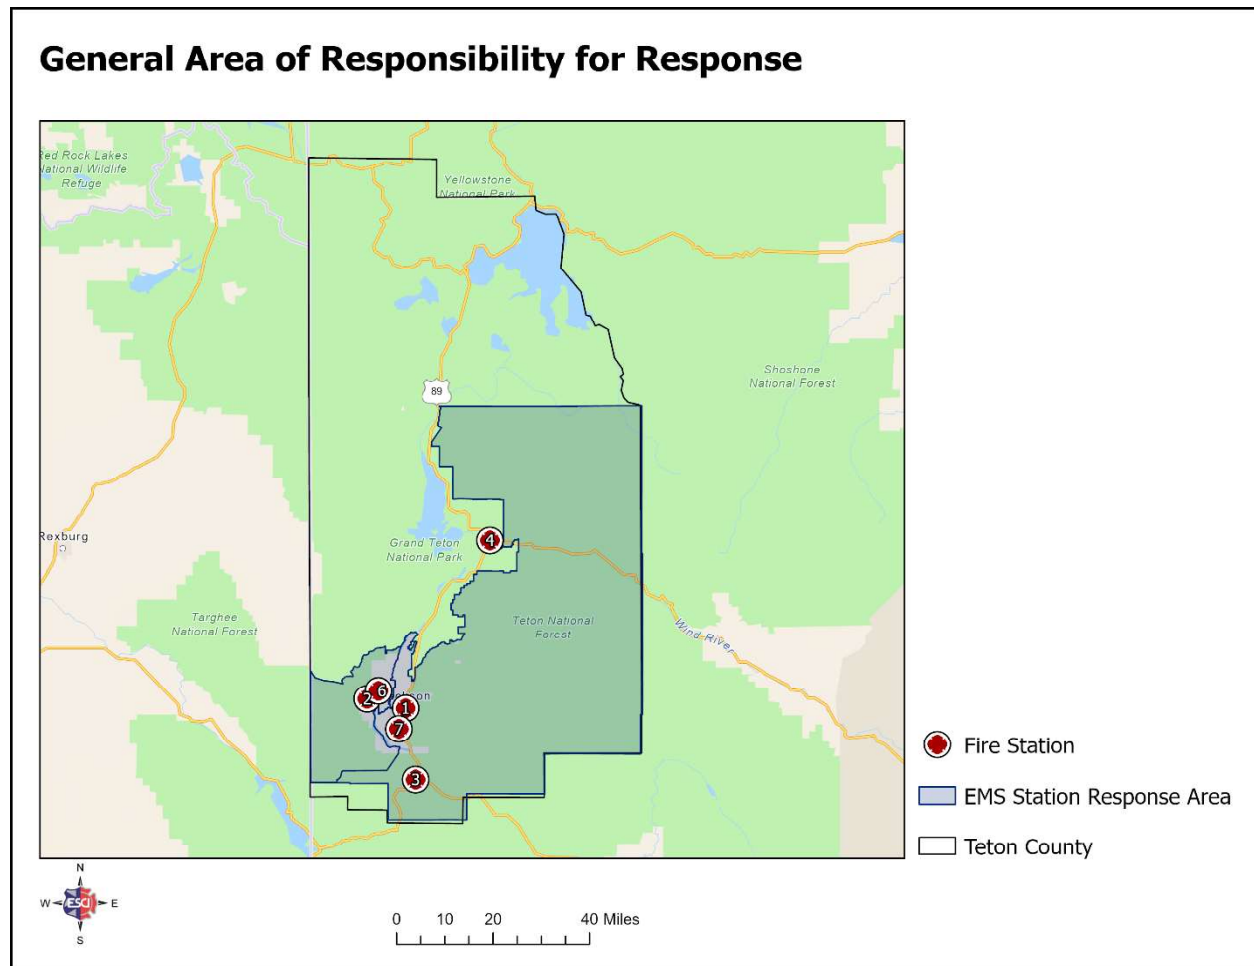 General Area of Responsibility for Response
Red Rock Lakes
National Wildlife
Refuge
Yellowstone
National Park
Shoshone
National Forest
89
Rexburg
4
Grand Teton
National Park
Targhee
National Forest
Teton National
Forest
Wind River
2
6
1
7
3
Fire Station
EMS Station Response Area
Teton County
N
W
ESCI
E
S
0 10 20 40 Miles